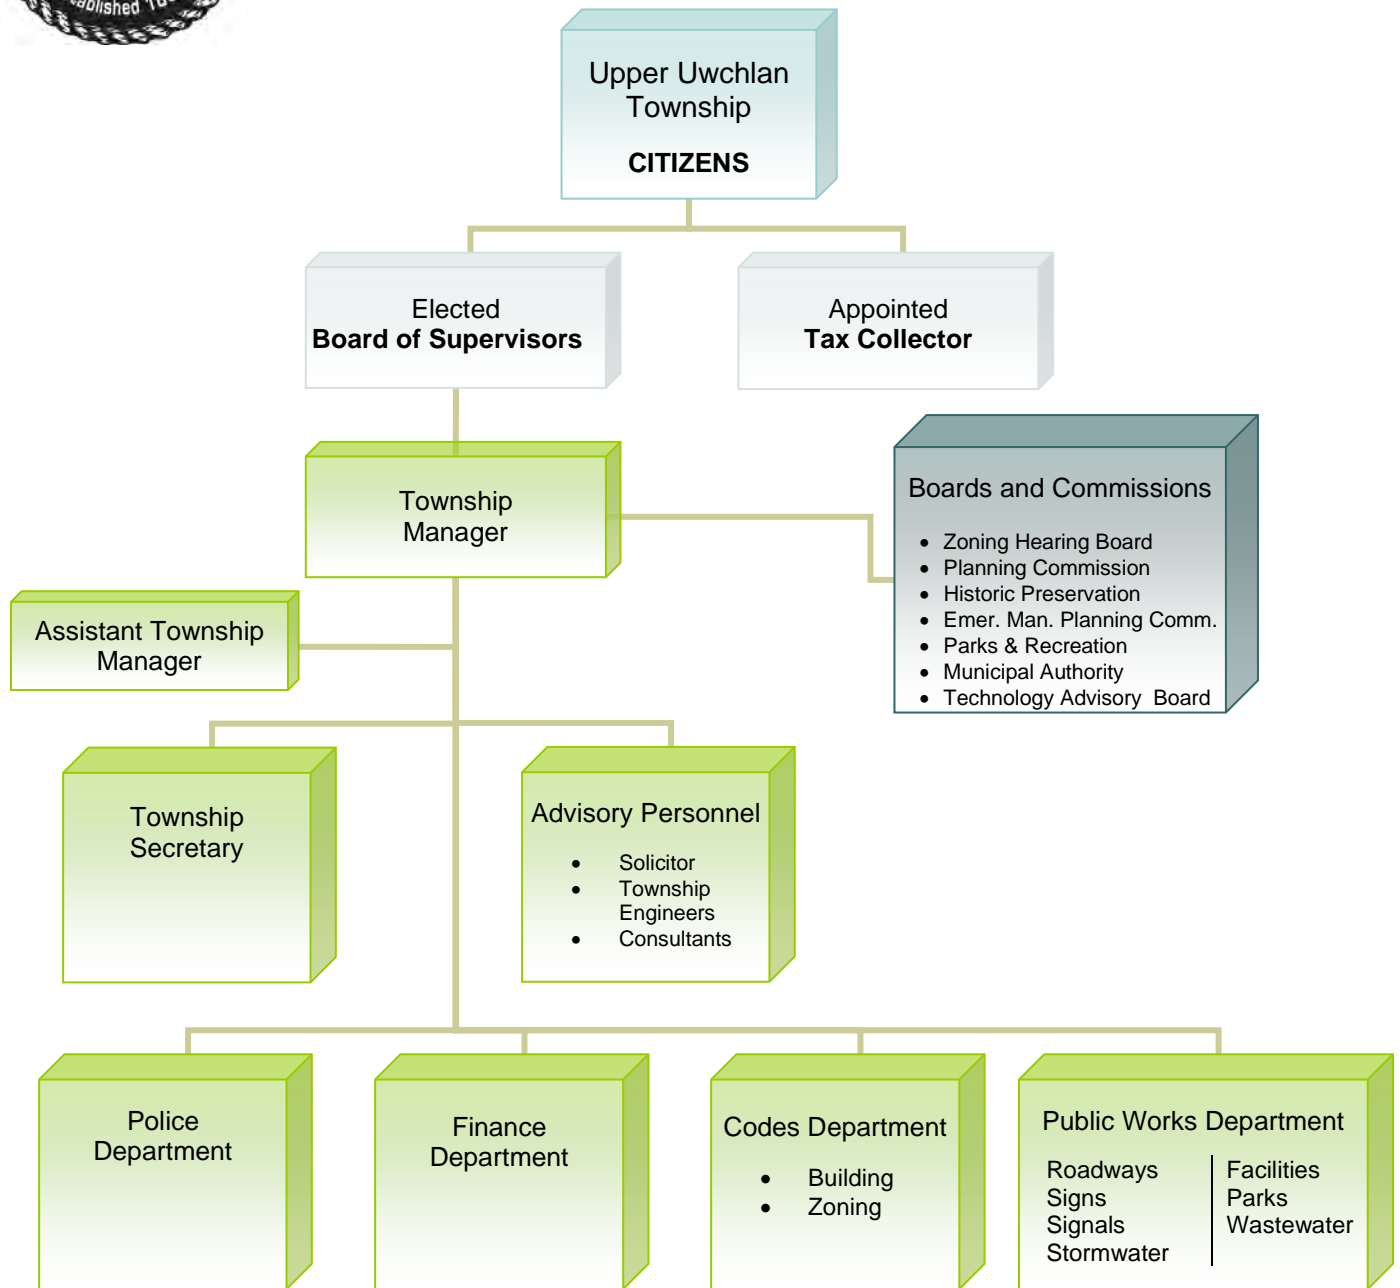 Established
Upper Uwchlan
Township
CITIZENS
Elected
Board of Supervisors
Appointed
Tax Collector
Township
Manager
Boards and Commissions
• Zoning Hearing Board
• Planning Commission
• Historic Preservation
• Emer. Man. Planning Comm.
• Parks & Recreation
• Municipal Authority
• Technology Advisory Board
Assistant Township
Manager
Township
Secretary
Advisory Personnel
• Solicitor
• Township
Engineers
• Consultants
Police
Department
Finance
Department
Codes Department
• Building
• Zoning
Public Works Department
Roadways
Signs
Signals
Stormwater
Facilities
Parks
Wastewater